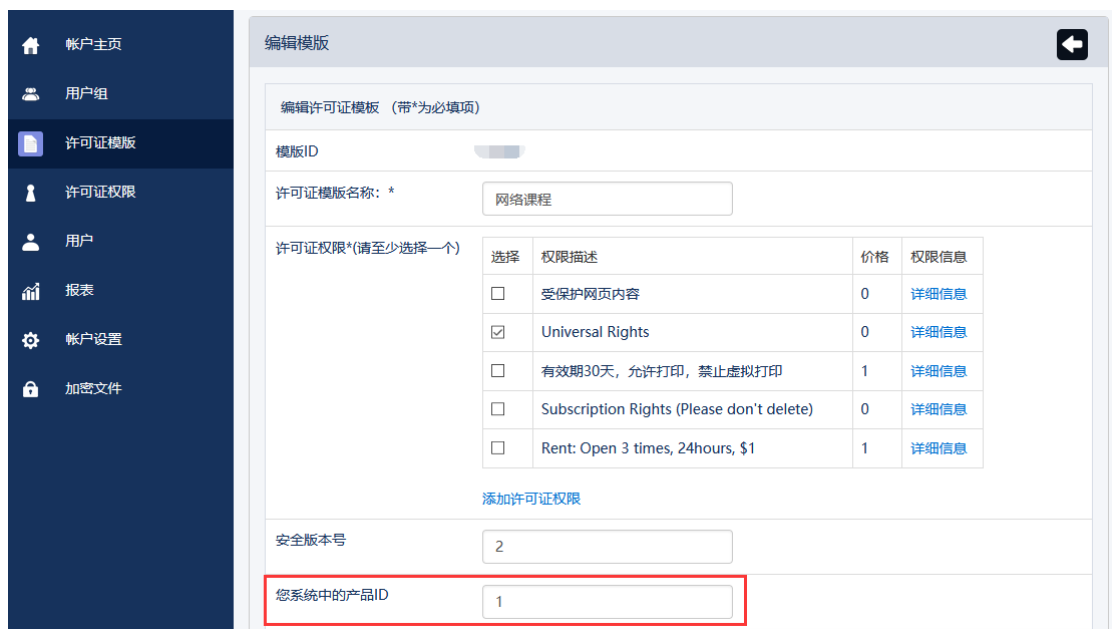 帐户主页
用户组
许可证模版
许可证权限
用户
报表
帐户设置
加密文件
编辑模版
编辑许可证模板 （带*为必填项）
模版ID
许可证模版名称：*
网络课程
许可证权限*(请至少选择一个)
选择 权限描述 价格 权限信息
受保护网页内容 0 详细信息
Universal Rights 0 详细信息
有效期30天，允许打印，禁止虚拟打印 1 详细信息
Subscription Rights (Please don't delete) 0 详细信息
Rent: Open 3 times, 24hours, $1 1 详细信息
添加许可证权限
安全版本号
2
您系统中的产品ID
1